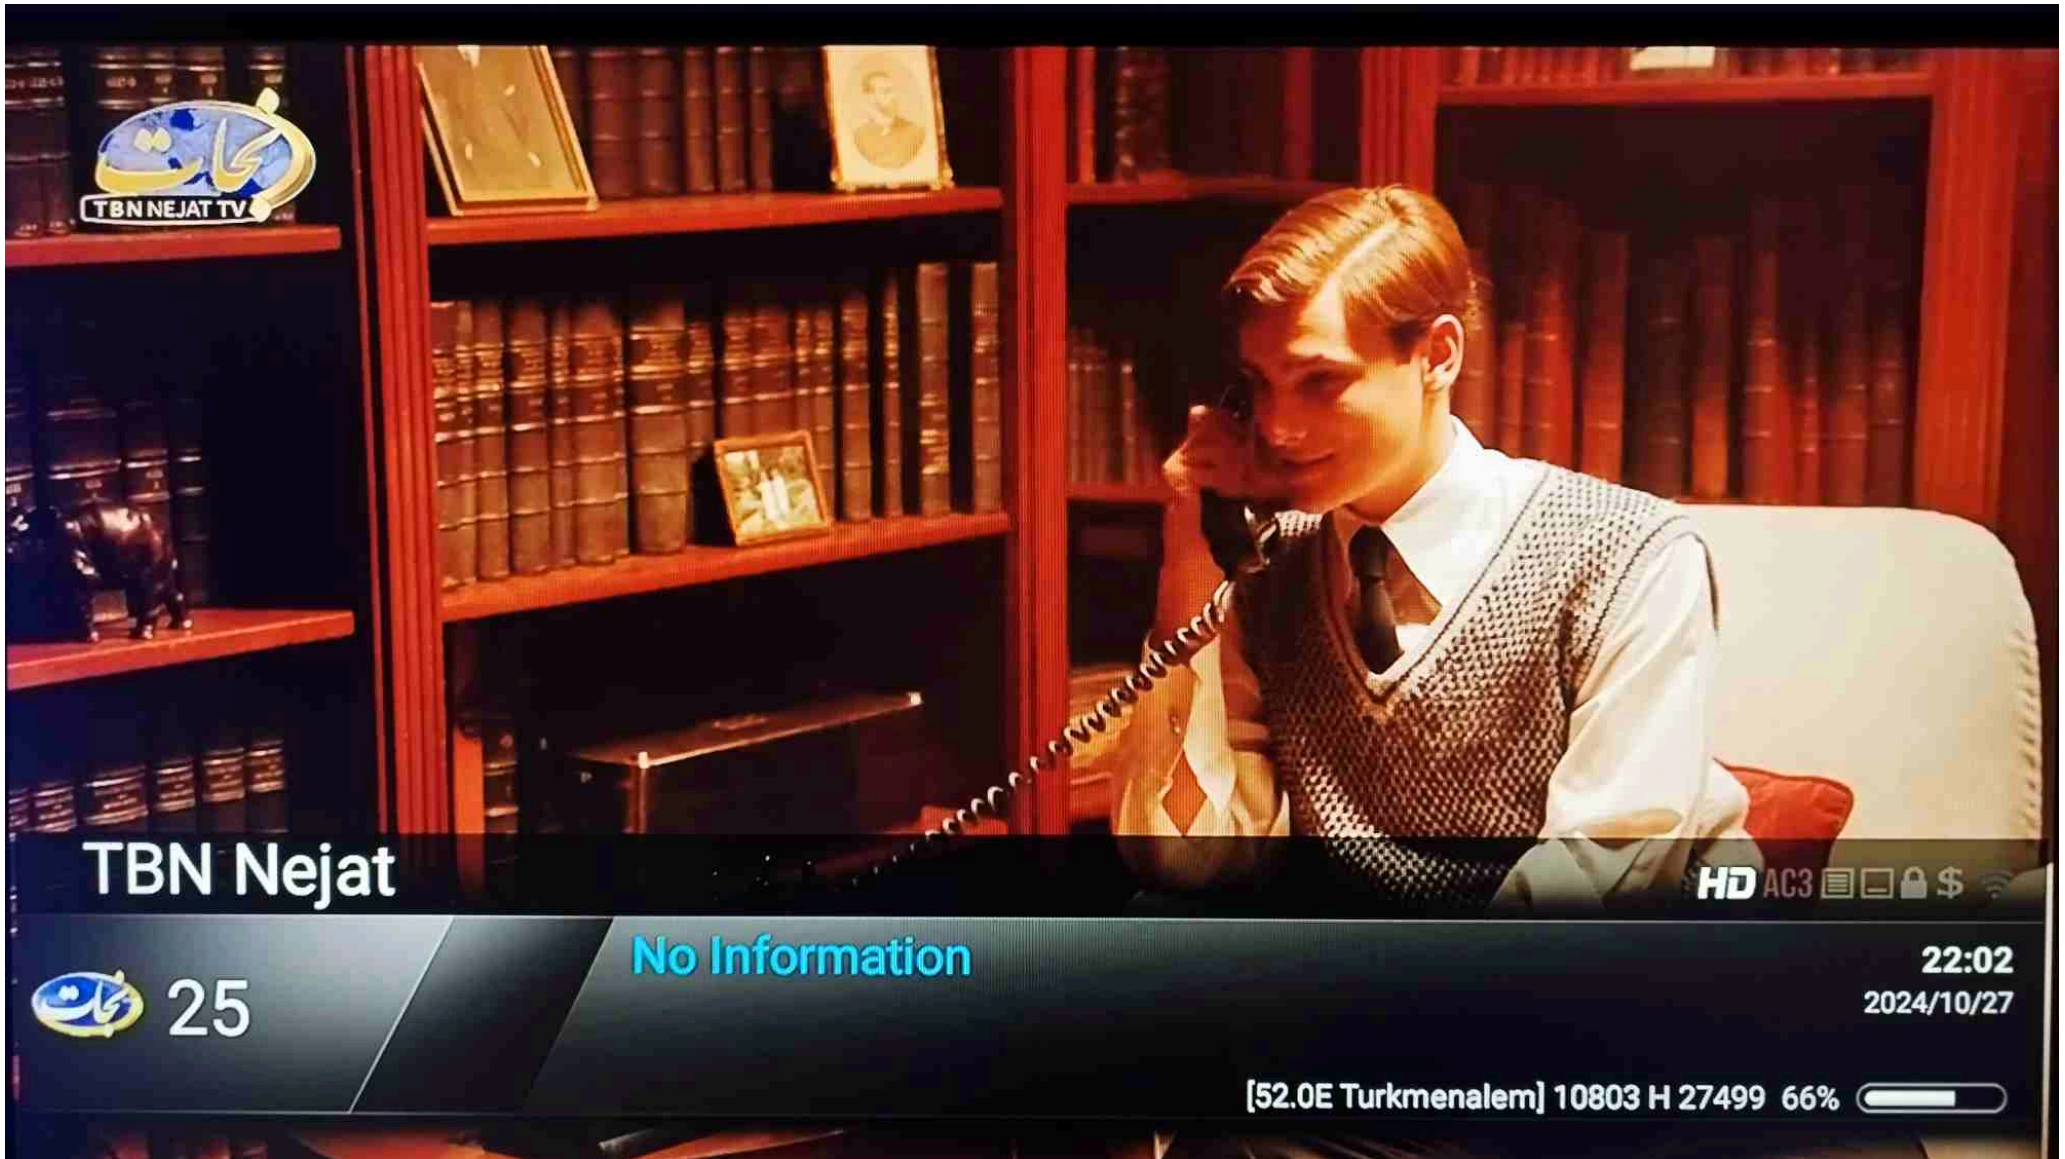 نجات
TBN NEJAT TV
TBN Nejat
HD AC3 $
No Information
نجات
25
22:02
2024/10/27
[52.0E Turkmenalem] 10803 H 27499 66%